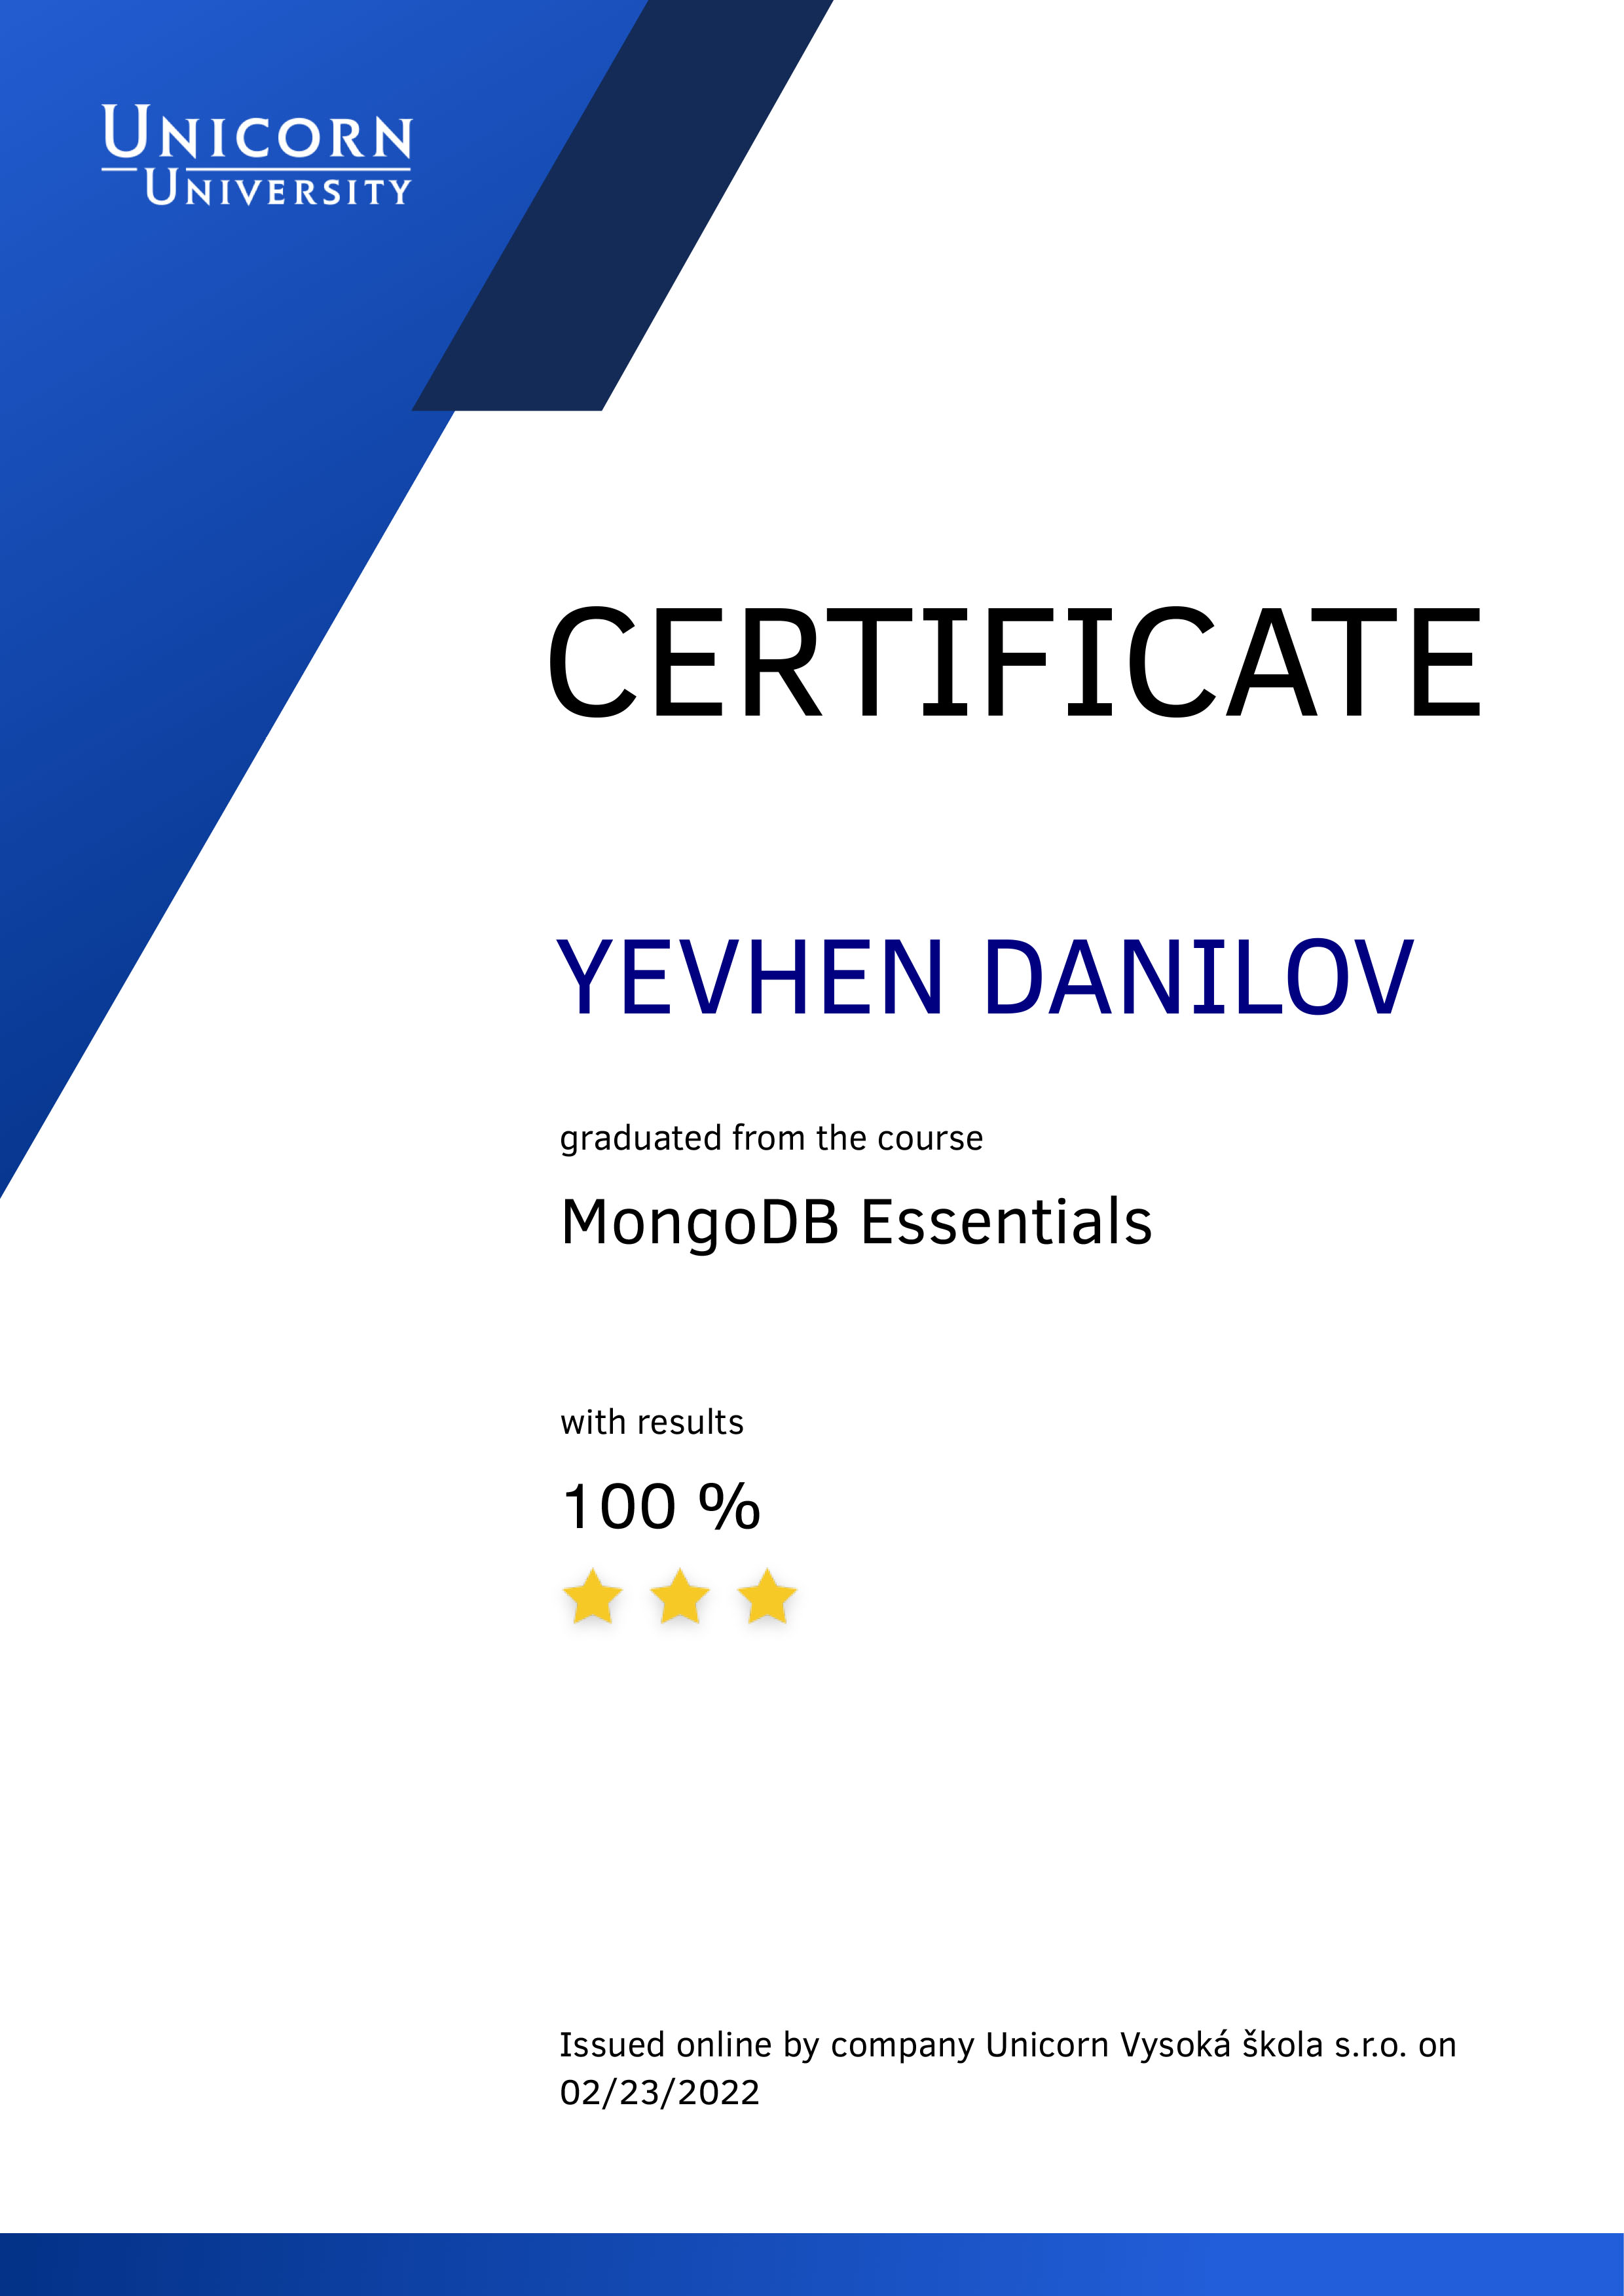 UNICORN
UNIVERSITY
CERTIFICATE
YEVHEN DANILOV
graduated from the course
MongoDB Essentials
with results
100 %
Issued online by company Unicorn Vysoká škola s.r.o. on
02/23/2022